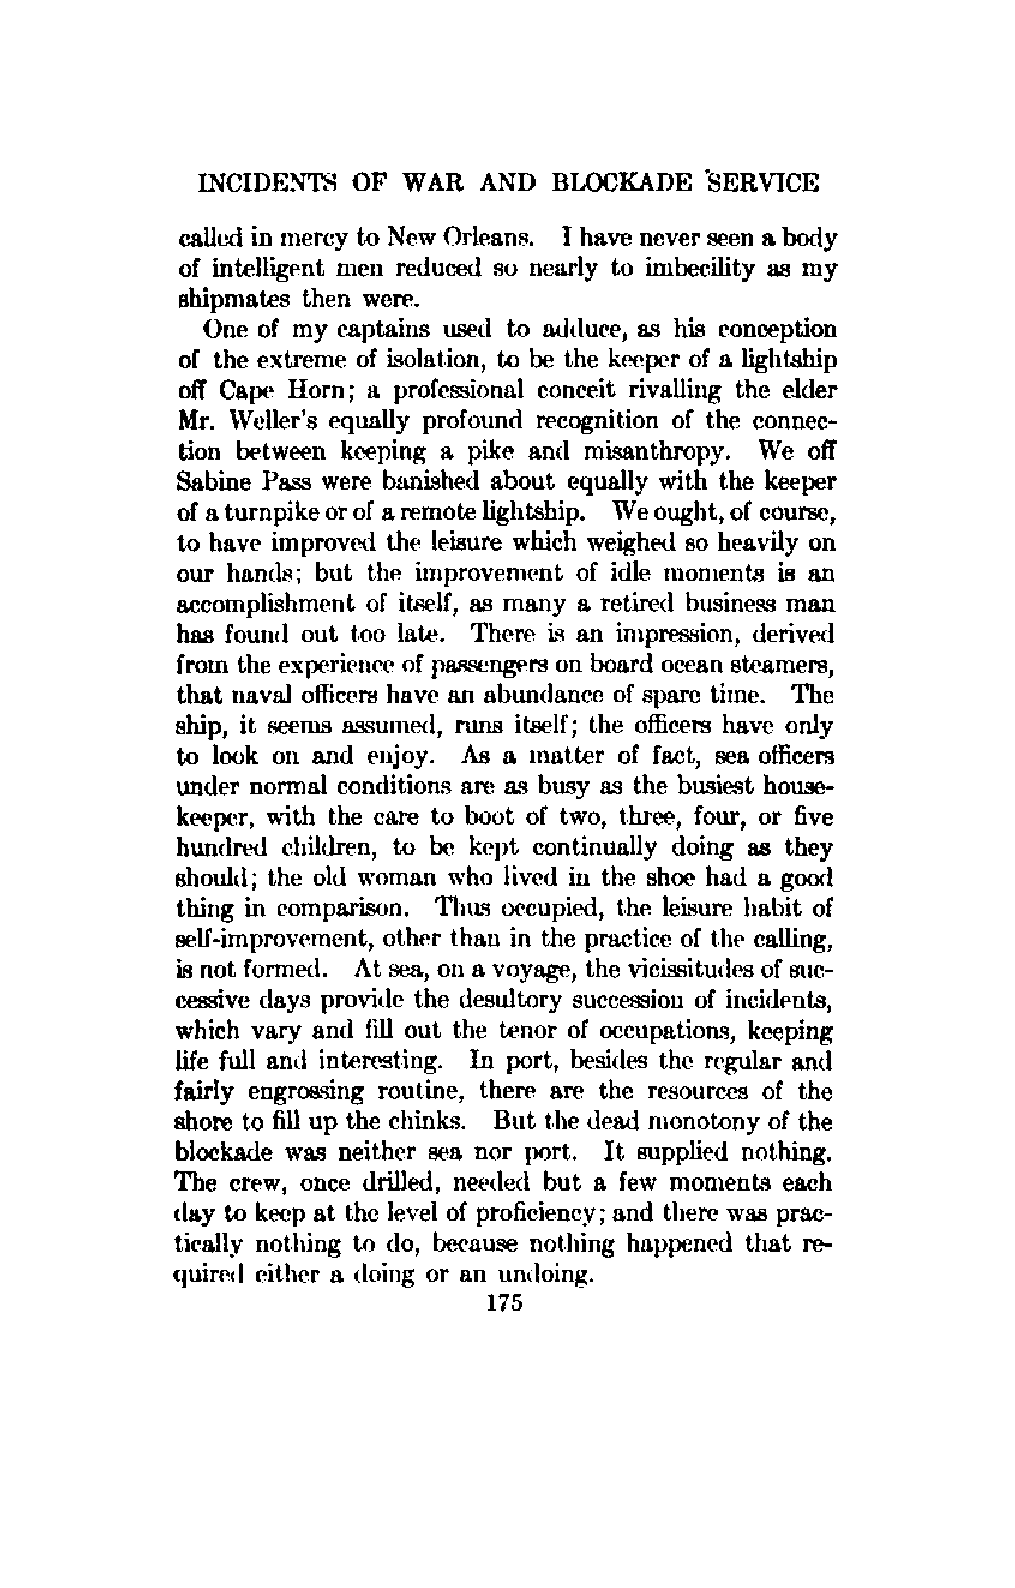 INCIDENTS OF WAR AND BLOCKADE SERVICE
called in mercy to New Orleans. I have never seen a body
of intelligent men reduced so nearly to imbecility as my
shipmates then were.
One of my captains used to adduce, as his conception
of the extreme of isolation, to be the keeper of a lightship
off Cape Horn; a professional conceit rivalling the elder
Mr. Weller's equally profound recognition of the connec-
tion between keeping a pike and misanthropy. We off
Sabine Pass were banished about equally with the keeper
of a turnpike or of a remote lightship. We ought, of course,
to have improved the leisure which weighed so heavily on
our hands; but the improvement of idle moments is an
accomplishment of itself, as many a retired business man
has found out too late. There is an impression, derived
from the experience of passengers on board ocean steamers,
that naval officers have an abundance of spare time. The
ship, it seems assumed, runs itself; the officers have only
to look on and enjoy. As a matter of fact, sea officers
under normal conditions are as busy as the busiest house-
keeper, with the care to boot of two, three, four, or five
hundred children, to be kept continually doing as they
should; the old woman who lived in the shoe had a good
thing in comparison. Thus occupied, the leisure habit of
self-improvement, other than in the practice of the calling,
is not formed. At sea, on a voyage, the vicissitudes of suc-
cessive days provide the desultory succession of incidents,
which vary and fill out the tenor of occupations, keeping
life full and interesting. In port, besides the regular and
fairly engrossing routine, there are the resources of the
shore to fill up the chinks. But the dead monotony of the
blockade was neither sea nor port. It supplied nothing.
The crew, once drilled, needed but a few moments each
day to keep at the level of proficiency; and there was prac-
tically nothing to do, because nothing happened that re-
quired either a doing or an undoing.
175